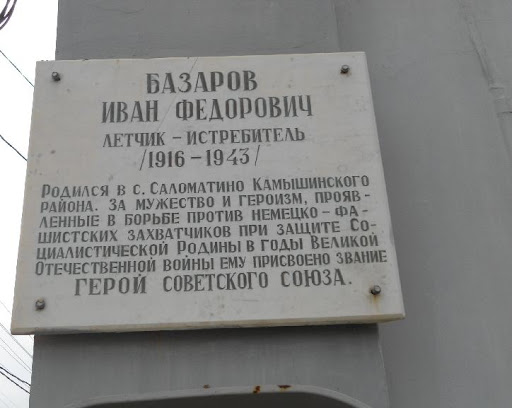 БАЗАРОВ
ИВАН ФЕДОРОВИЧ
ЛЕТЧИК – ИСТРЕБИТЕЛЬ
/1916 – 1943/
Родился в с. Саломатино Камышинского
района. За мужество и героизм, прояв-
ленные в борьбе против немецко – фа-
шистских захватчиков при защите Со-
циалистической Родины в годы Великой
Отечественной войны ему присвоено звание
ГЕРОЙ СОВЕТСКОГО СОЮЗА.